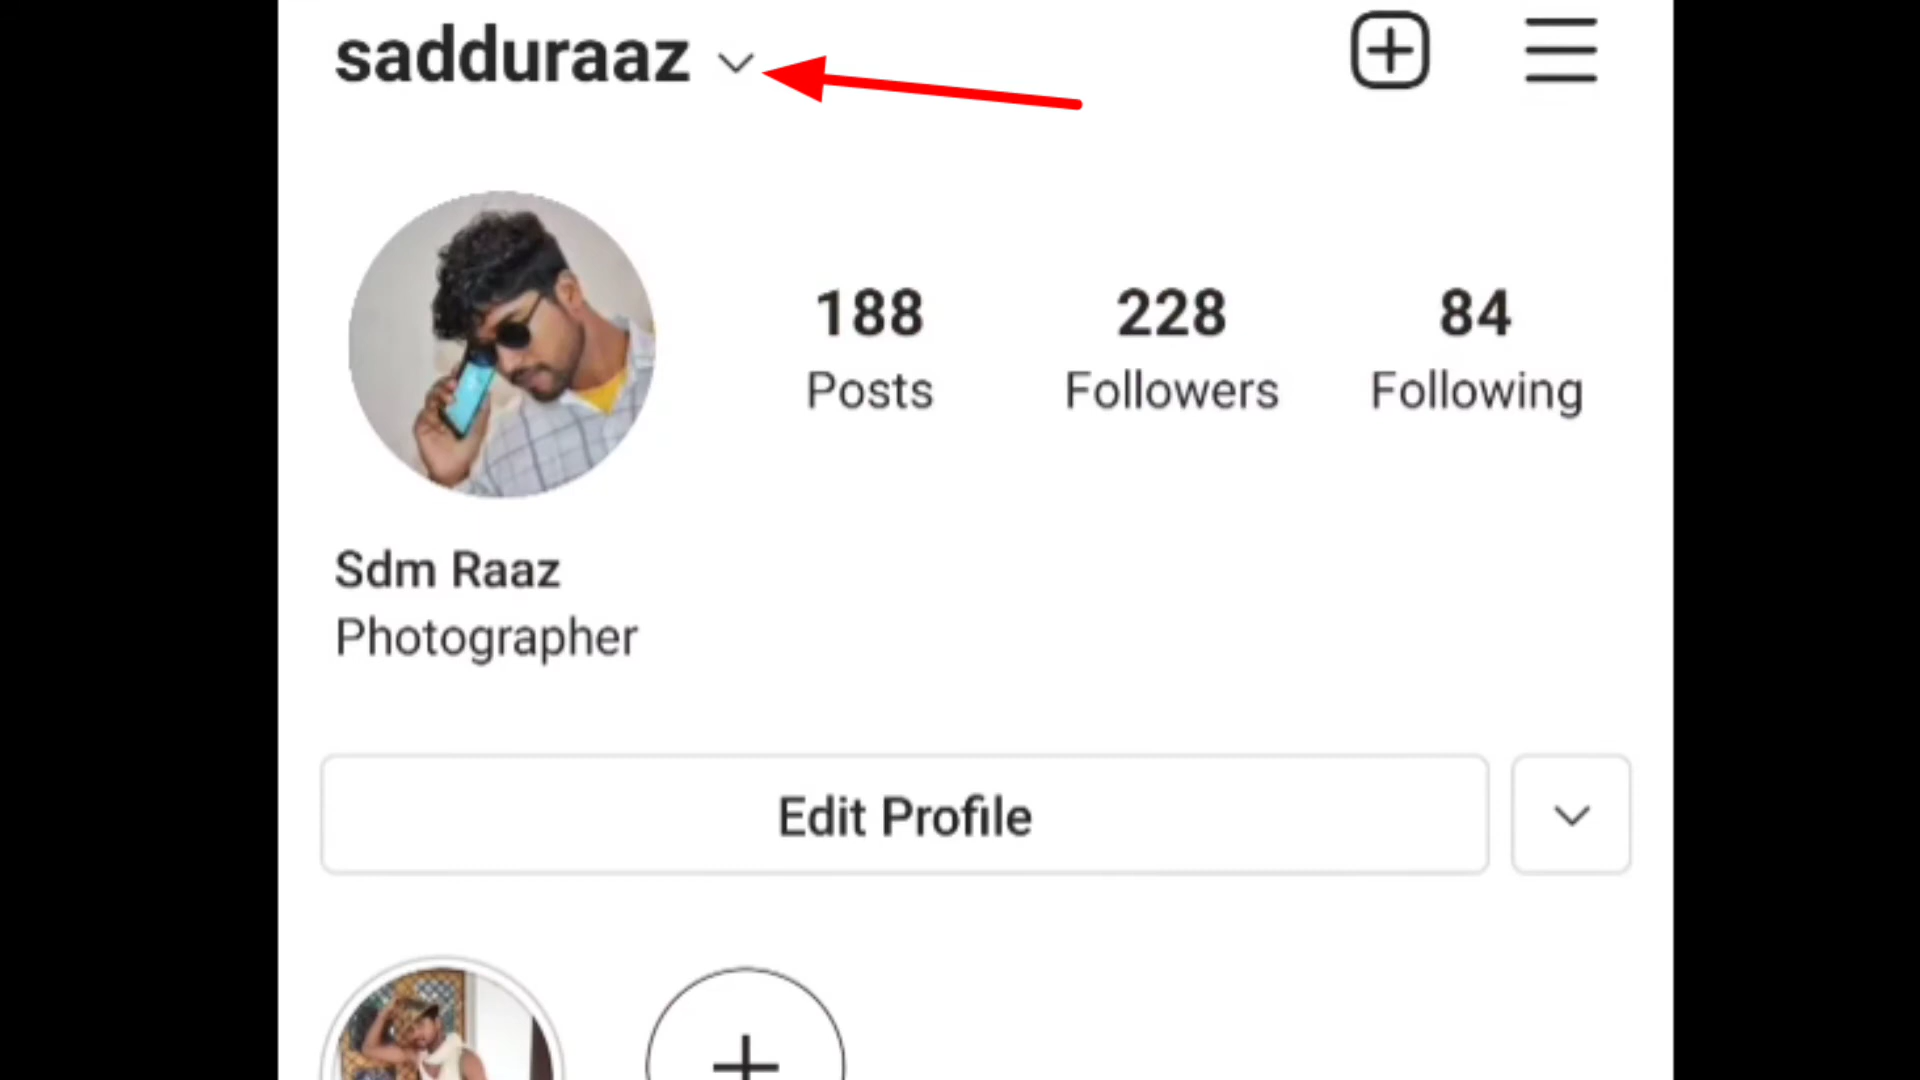 sadduraaz
188 228 84
Posts Followers Following
Sdm Raaz
Photographer
Edit Profile